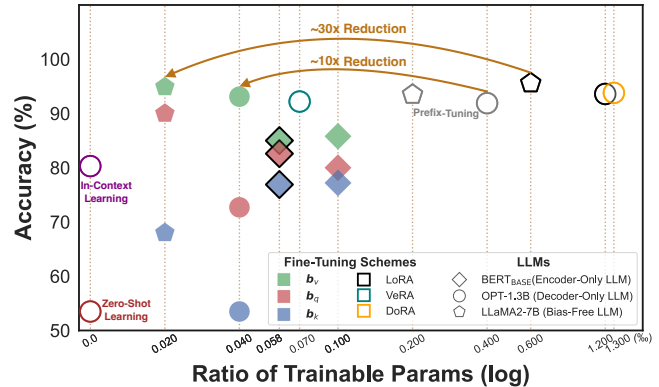 ~30x Reduction
~10x Reduction
Prefix-Tuning
In-Context
Learning
Zero-Shot
Learning
Accuracy (%)
100
90
80
70
60
50
Fine-Tuning Schemes
b_v
b_q
b_k
LoRA
VeRA
DoRA
LLMs
BERT_BASE(Encoder-Only LLM)
OPT-1.3B (Decoder-Only LLM)
LLaMA2-7B (Bias-Free LLM)
0.0
0.020
0.040
0.058
0.070
0.100
0.200
0.400
0.600
1.200
1.300 (‰)
Ratio of Trainable Params (log)